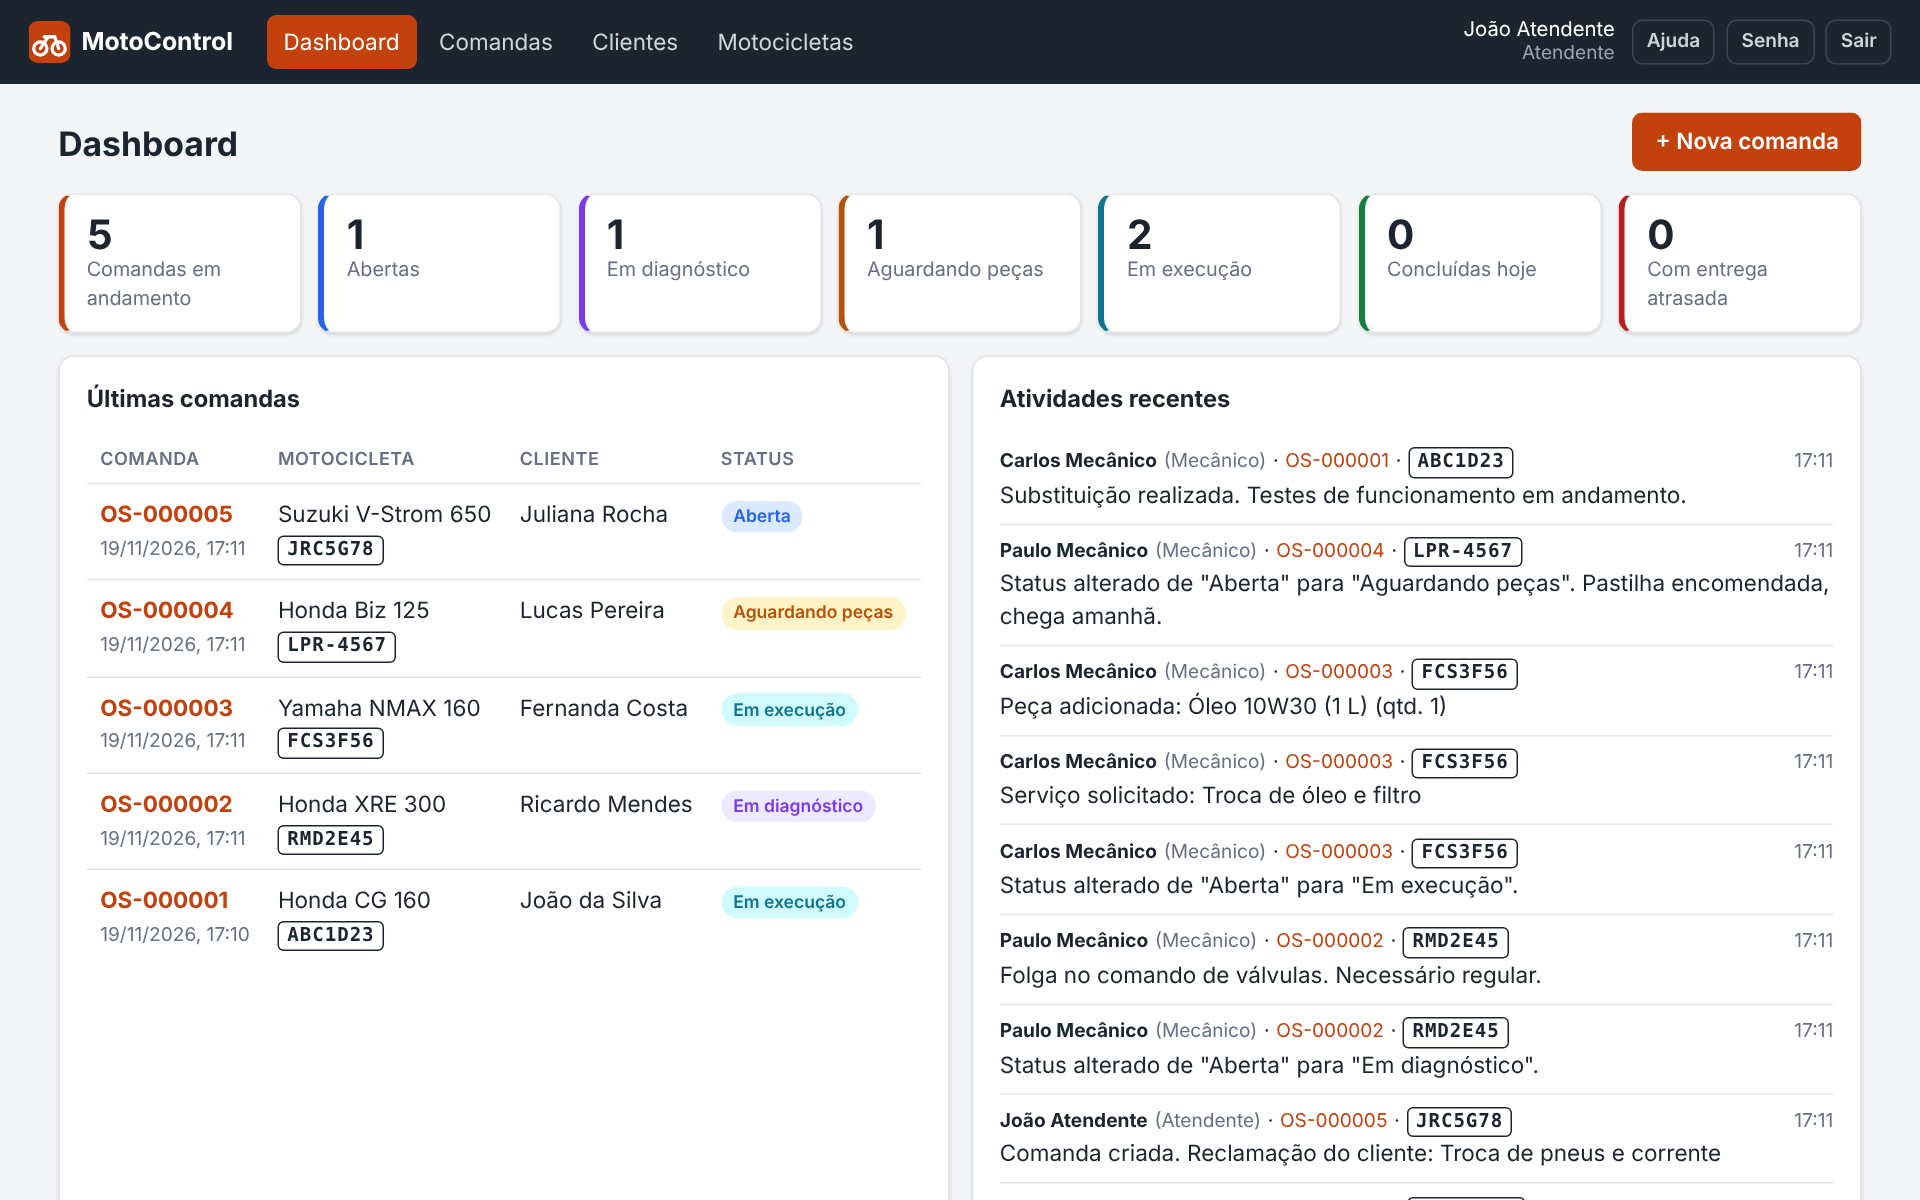 MotoControl
Dashboard
Comandas
Clientes
Motocicletas
João Atendente
Atendente
Ajuda
Senha
Sair
Dashboard
+ Nova comanda
5
Comandas em
andamento
1
Abertas
1
Em diagnóstico
1
Aguardando peças
2
Em execução
0
Concluídas hoje
0
Com entrega
atrasada
Últimas comandas
COMANDA MOTOCICLETA CLIENTE STATUS
OS-000005 Suzuki V-Strom 650 Juliana Rocha Aberta
19/11/2026, 17:11 JRC5G78
OS-000004 Honda Biz 125 Lucas Pereira Aguardando peças
19/11/2026, 17:11 LPR-4567
OS-000003 Yamaha NMAX 160 Fernanda Costa Em execução
19/11/2026, 17:11 FCS3F56
OS-000002 Honda XRE 300 Ricardo Mendes Em diagnóstico
19/11/2026, 17:11 RMD2E45
OS-000001 Honda CG 160 João da Silva Em execução
19/11/2026, 17:10 ABC1D23
Atividades recentes
Carlos Mecânico (Mecânico) · OS-000001 · ABC1D23 17:11
Substituição realizada. Testes de funcionamento em andamento.
Paulo Mecânico (Mecânico) · OS-000004 · LPR-4567 17:11
Status alterado de "Aberta" para "Aguardando peças". Pastilha encomendada,
chega amanhã.
Carlos Mecânico (Mecânico) · OS-000003 · FCS3F56 17:11
Peça adicionada: Óleo 10W30 (1 L) (qtd. 1)
Carlos Mecânico (Mecânico) · OS-000003 · FCS3F56 17:11
Serviço solicitado: Troca de óleo e filtro
Carlos Mecânico (Mecânico) · OS-000003 · FCS3F56 17:11
Status alterado de "Aberta" para "Em execução".
Paulo Mecânico (Mecânico) · OS-000002 · RMD2E45 17:11
Folga no comando de válvulas. Necessário regular.
Paulo Mecânico (Mecânico) · OS-000002 · RMD2E45 17:11
Status alterado de "Aberta" para "Em diagnóstico".
João Atendente (Atendente) · OS-000005 · JRC5G78 17:11
Comanda criada. Reclamação do cliente: Troca de pneus e corrente